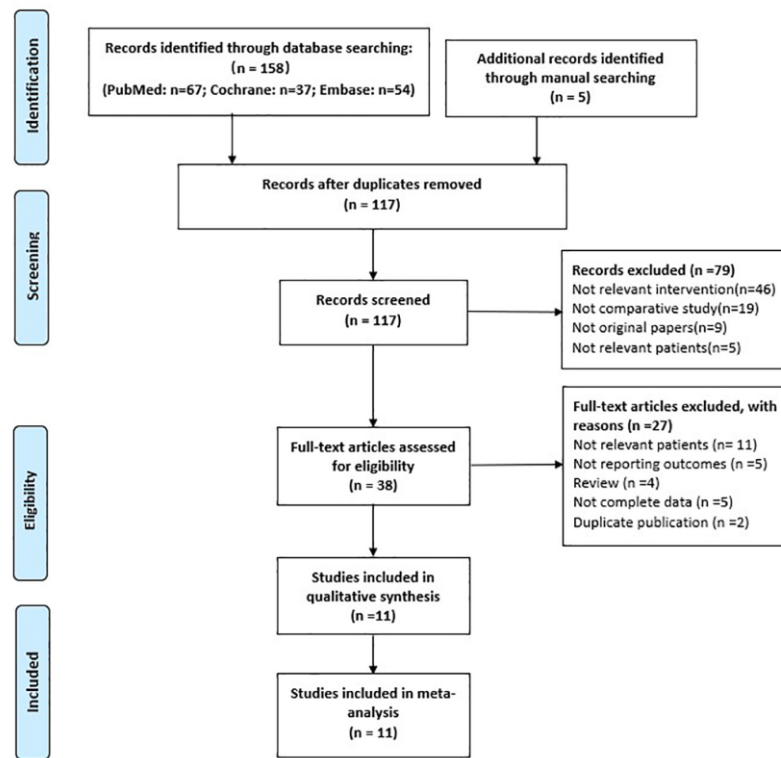 Identification
Records identified through database searching:
(n = 158)
(PubMed: n=67; Cochrane: n=37; Embase: n=54)
Additional records identified
through manual searching
(n = 5)
Records after duplicates removed
(n = 117)
Screening
Records screened
(n = 117)
Records excluded (n =79)
Not relevant intervention(n=46)
Not comparative study(n=19)
Not original papers(n=9)
Not relevant patients(n=5)
Eligibility
Full-text articles assessed
for eligibility
(n = 38)
Full-text articles excluded, with
reasons (n =27)
Not relevant patients (n= 11)
Not reporting outcomes (n =5)
Review (n =4)
Not complete data (n =5)
Duplicate publication (n =2)
Studies included in
qualitative synthesis
(n =11)
Included
Studies included in meta-
analysis
(n = 11)